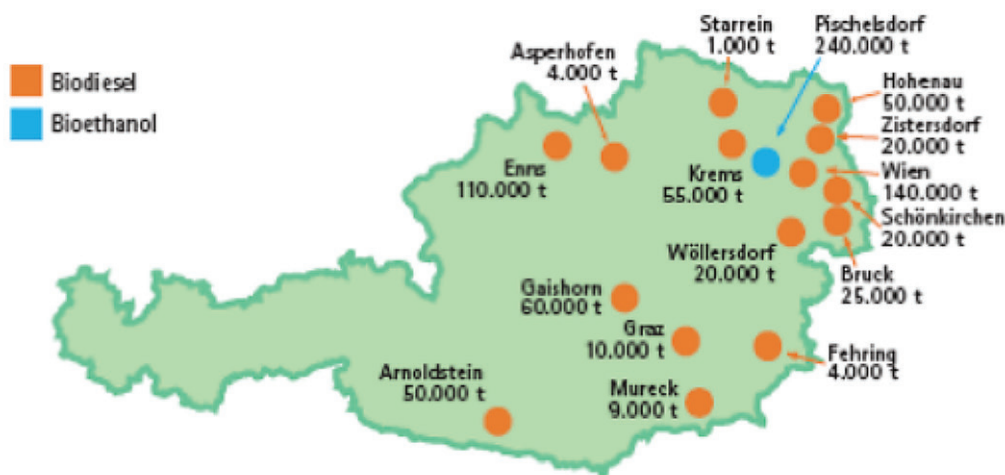 Biodiesel
Bioethanol
Starrein
1.000 t
Pischelsdorf
240.000 t
Asperhofen
4.000 t
Hohenau
50.000 t
Zistersdorf
20.000 t
Enns
110.000 t
Krems
55.000 t
Wien
140.000 t
Schönkirchen
20.000 t
Wöllersdorf
20.000 t
Bruck
25.000 t
Gaishorn
60.000 t
Graz
10.000 t
Fehring
4.000 t
Arnoldstein
50.000 t
Mureck
9.000 t